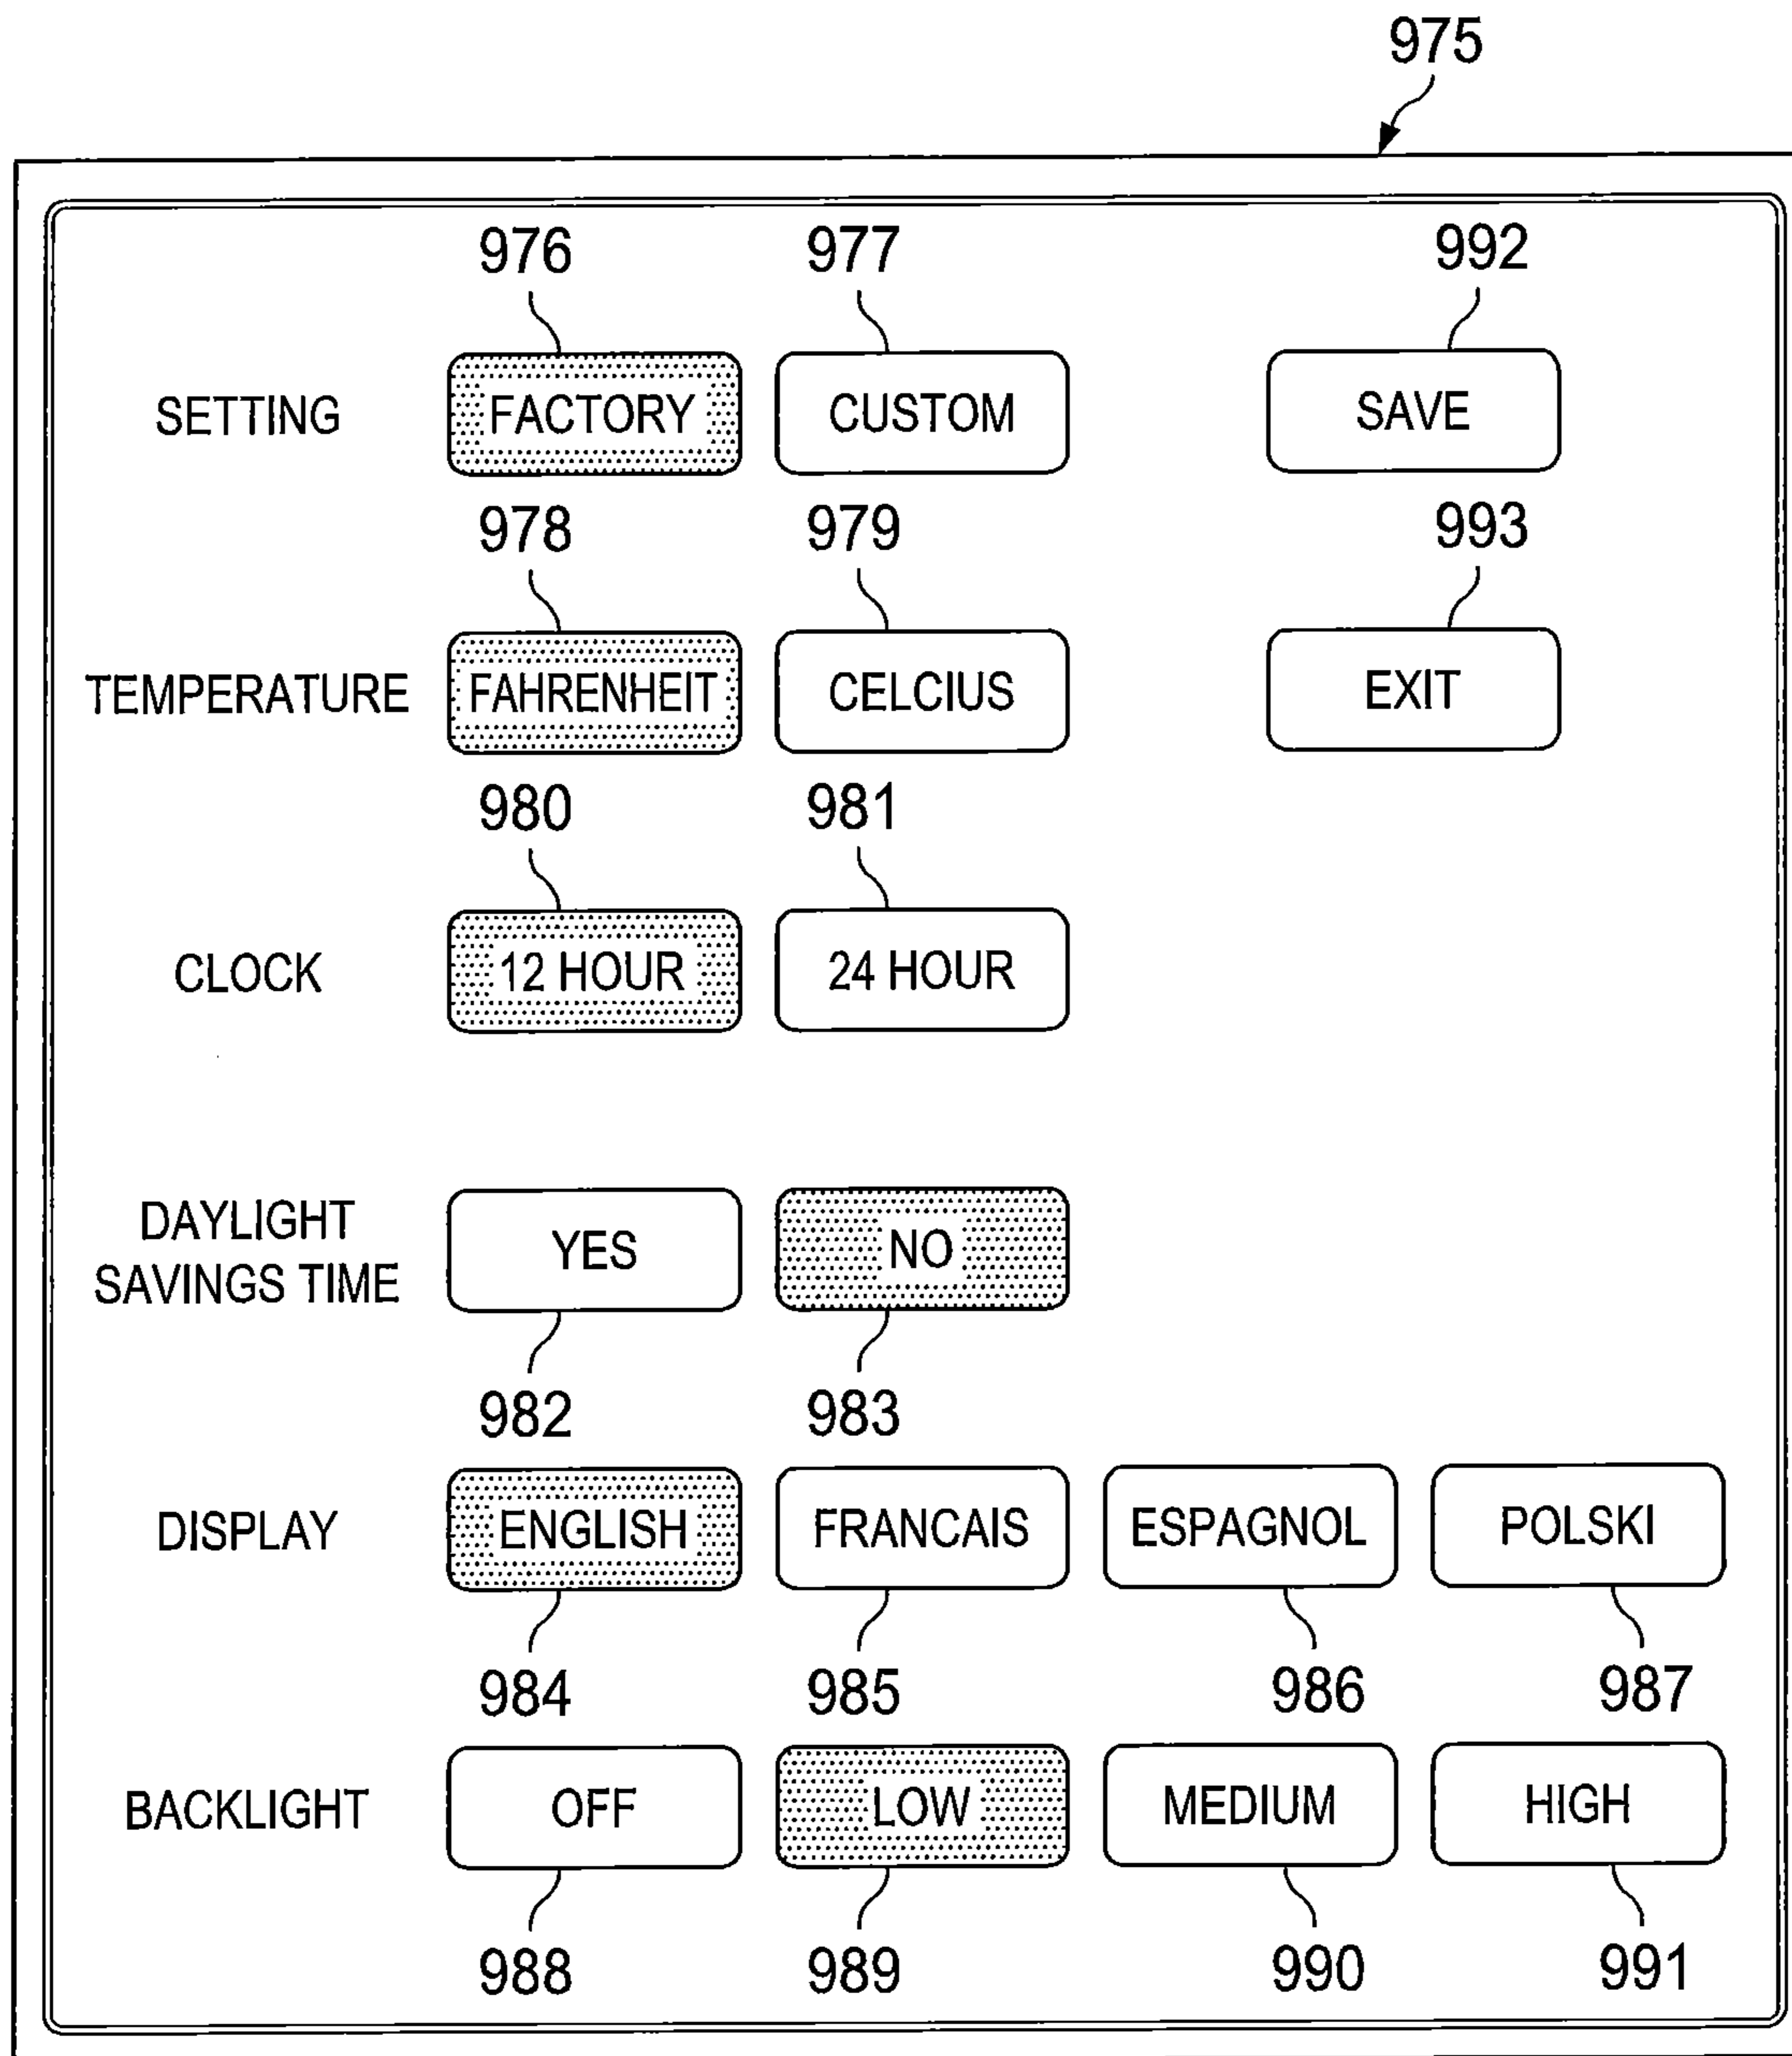 975
976 977 992
SETTING FACTORY CUSTOM SAVE
978 979 993
TEMPERATURE FAHRENHEIT CELCIUS EXIT
980 981
CLOCK 12 HOUR 24 HOUR
DAYLIGHT
SAVINGS TIME YES NO
982 983
DISPLAY ENGLISH FRANCAIS ESPAGNOL POLSKI
984 985 986 987
BACKLIGHT OFF LOW MEDIUM HIGH
988 989 990 991